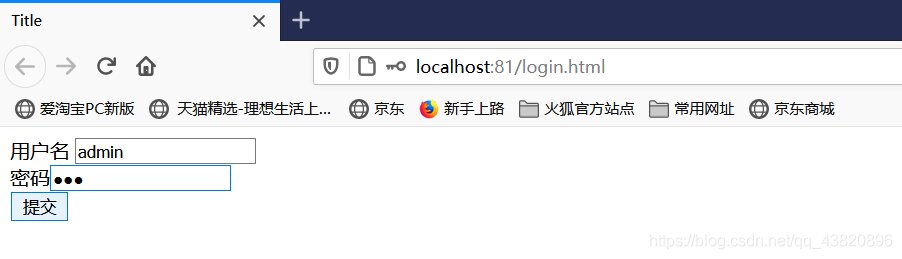 Title
localhost:81/login.html
爱淘宝PC新版 天猫精选-理想生活上... 京东 新手上路 火狐官方站点 常用网址 京东商城
用户名 admin
密码 •••
提交
https://blog.csdn.net/qq_43820896